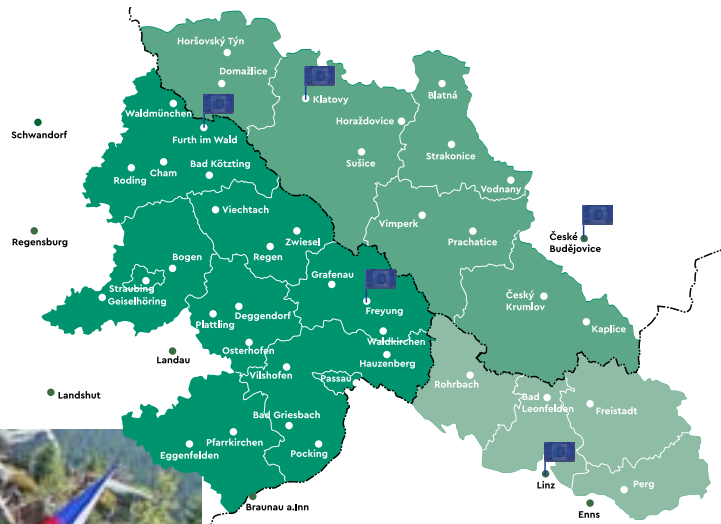 Horšovský Týn
Domažlice
Klatovy
Blatná
Waldmünchen
Horaždovice
Schwandorf
Furth im Wald
Strakonice
Sušice
Bad Kötzting
Cham
Roding
Vodnany
Viechtach
Vimperk
Regensburg
Zwiesel
Prachatice
České
Budějovice
Regen
Bogen
Grafenau
Straubing
Geiselhöring
Český
Krumlov
Freyung
Deggendorf
Plattling
Kaplice
Waldkirchen
Osterhofen
Landau
Hauzenberg
Vilshofen
Passau
Rohrbach
Landshut
Bad
Leonfelden
Freistadt
Bad Griesbach
Pfarrkirchen
Eggenfelden
Pocking
Linz
Perg
Braunau a.Inn
Enns